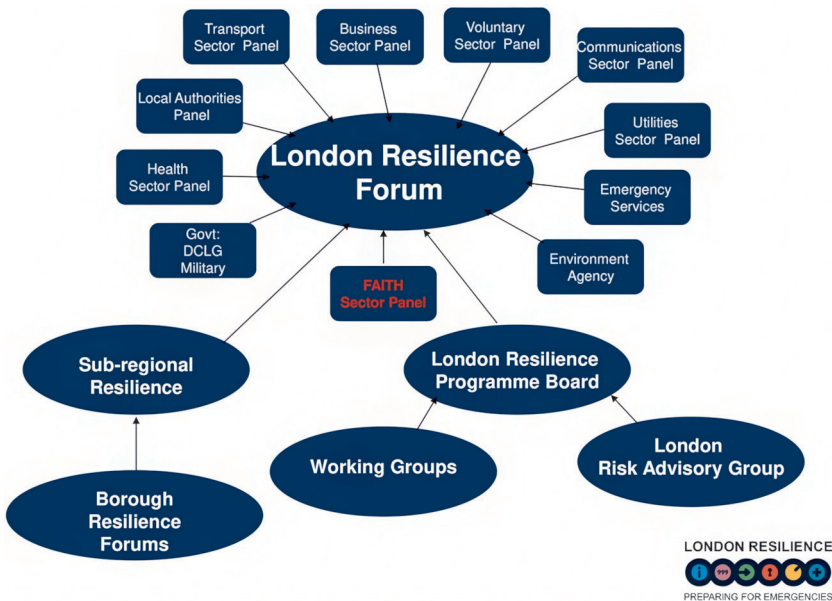 Transport
Sector Panel
Business
Sector Panel
Voluntary
Sector Panel
Communications
Sector Panel
Local Authorities
Panel
Utilities
Sector Panel
London Resilience
Forum
Health
Sector Panel
Emergency
Services
Govt:
DCLG
Military
Environment
Agency
FAITH
Sector Panel
Sub-regional
Resilience
London Resilience
Programme Board
Working Groups
London
Risk Advisory Group
Borough
Resilience
Forums
LONDON RESILIENCE
PREPARING FOR EMERGENCIES